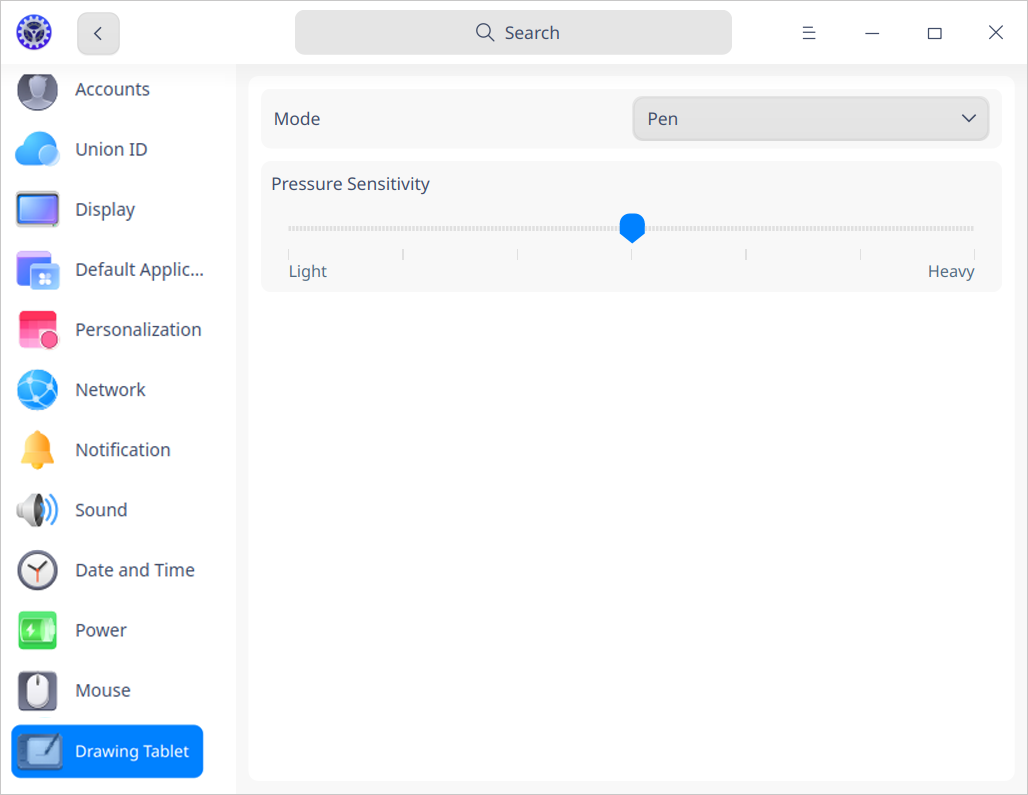 Search
Accounts
Union ID
Display
Default Applic...
Personalization
Network
Notification
Sound
Date and Time
Power
Mouse
Drawing Tablet
Mode
Pen
Pressure Sensitivity
Light
Heavy